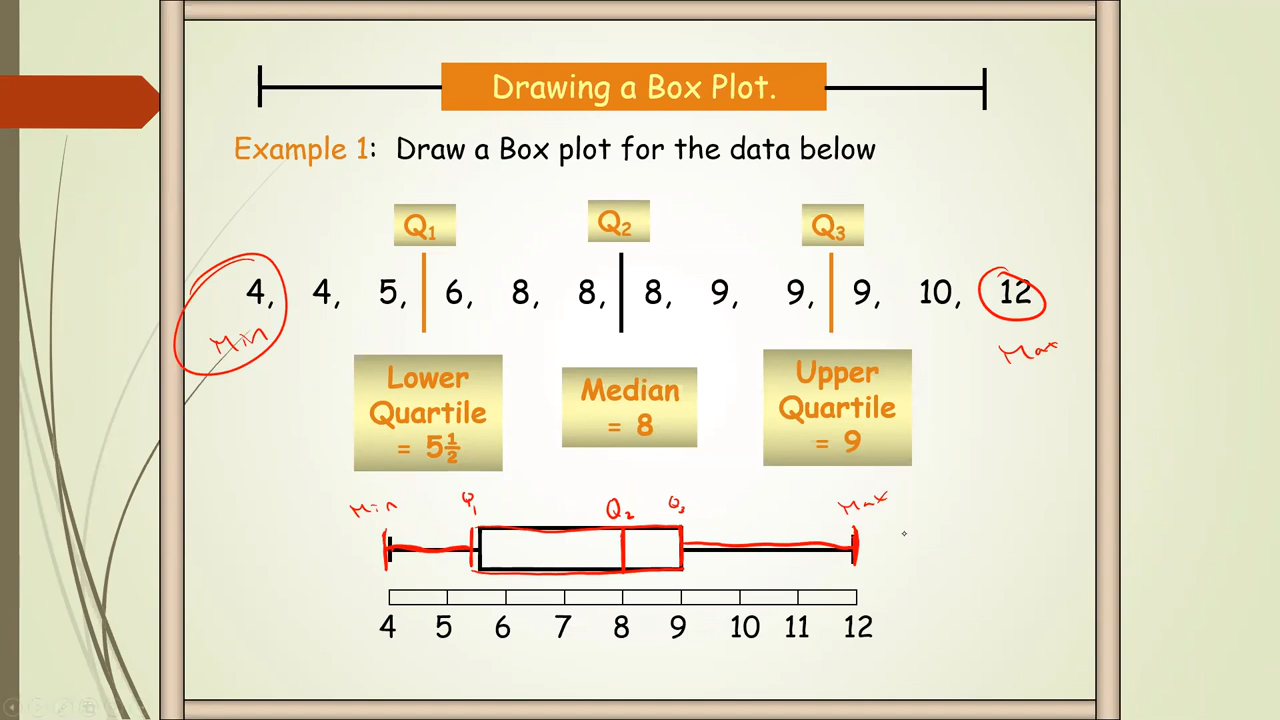 Drawing a Box Plot.
Example 1: Draw a Box plot for the data below
Q₁ Q₂ Q₃
4, 4, 5, 6, 8, 8, 8, 9, 9, 9, 10, 12
Min
Max
Lower
Quartile
= 5½
Median
= 8
Upper
Quartile
= 9
Min Q₁ Q₂ Q₃ Max
4 5 6 7 8 9 10 11 12